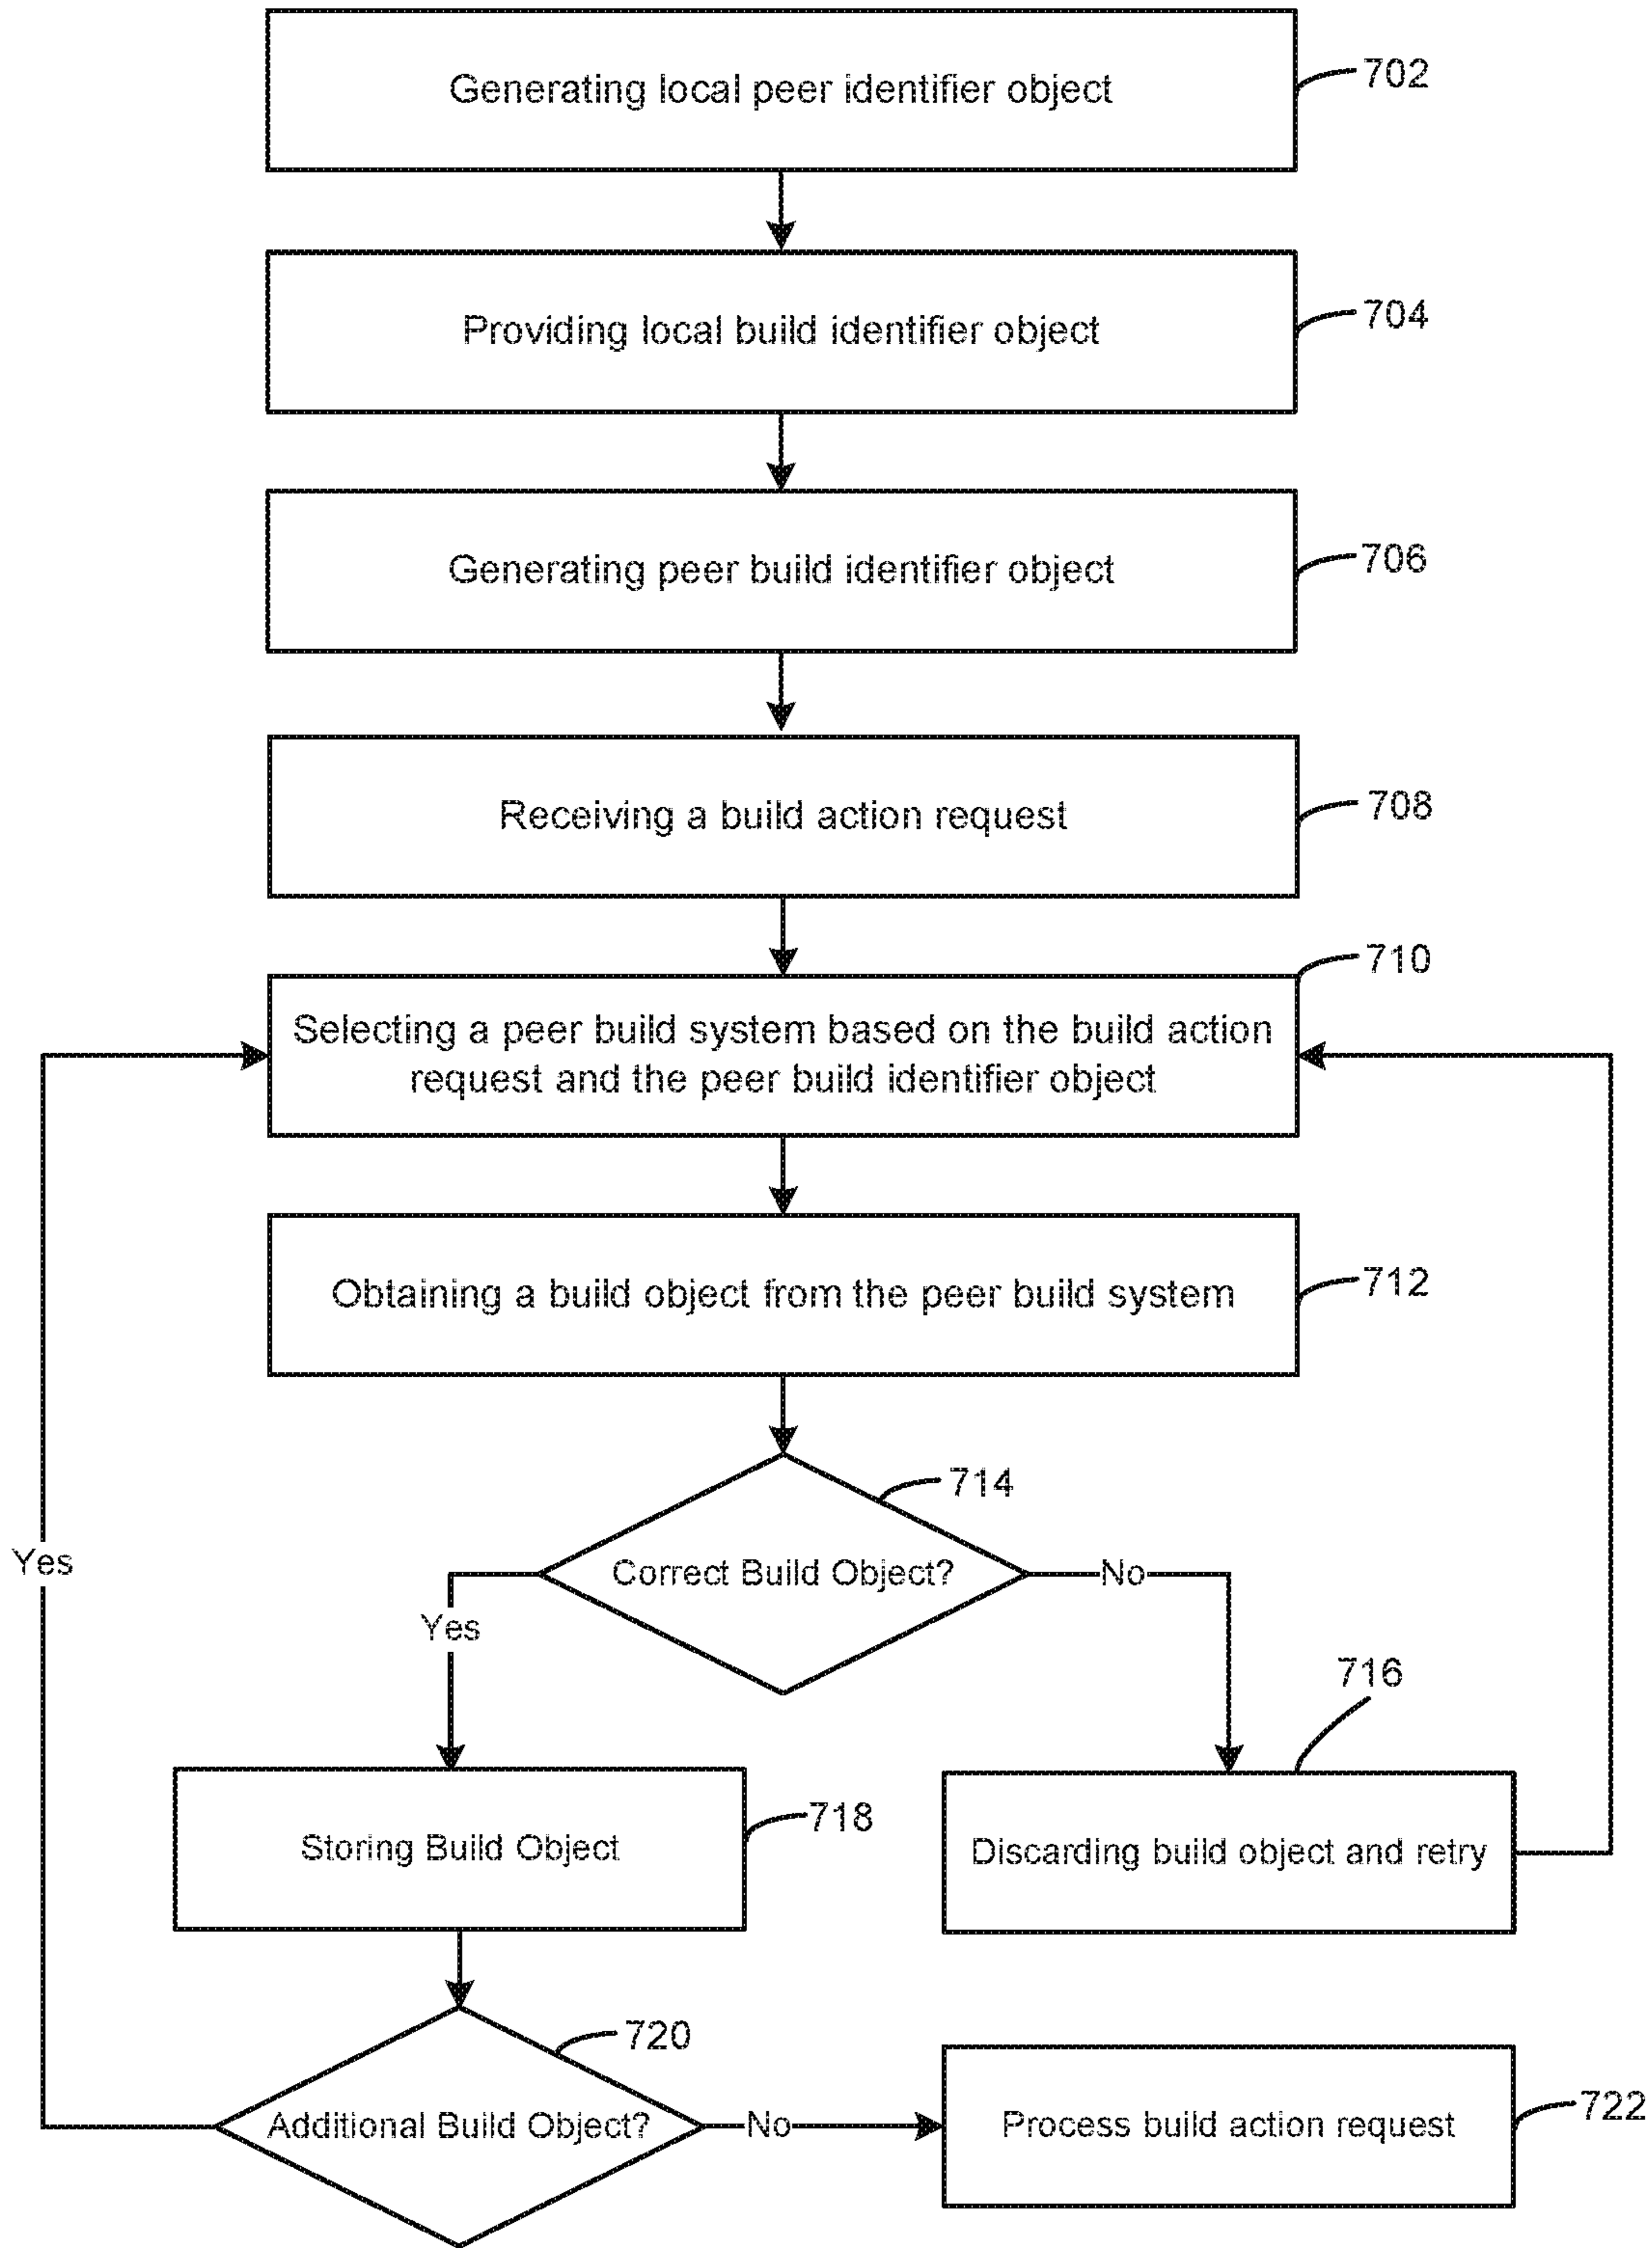 Generating local peer identifier object
702
Providing local build identifier object
704
Generating peer build identifier object
706
Receiving a build action request
708
710
Selecting a peer build system based on the build action
request and the peer build identifier object
Obtaining a build object from the peer build system
712
714
Correct Build Object?
No
Yes
Yes
716
Storing Build Object
718
Discarding build object and retry
720
Additional Build Object?
No
Process build action request
722